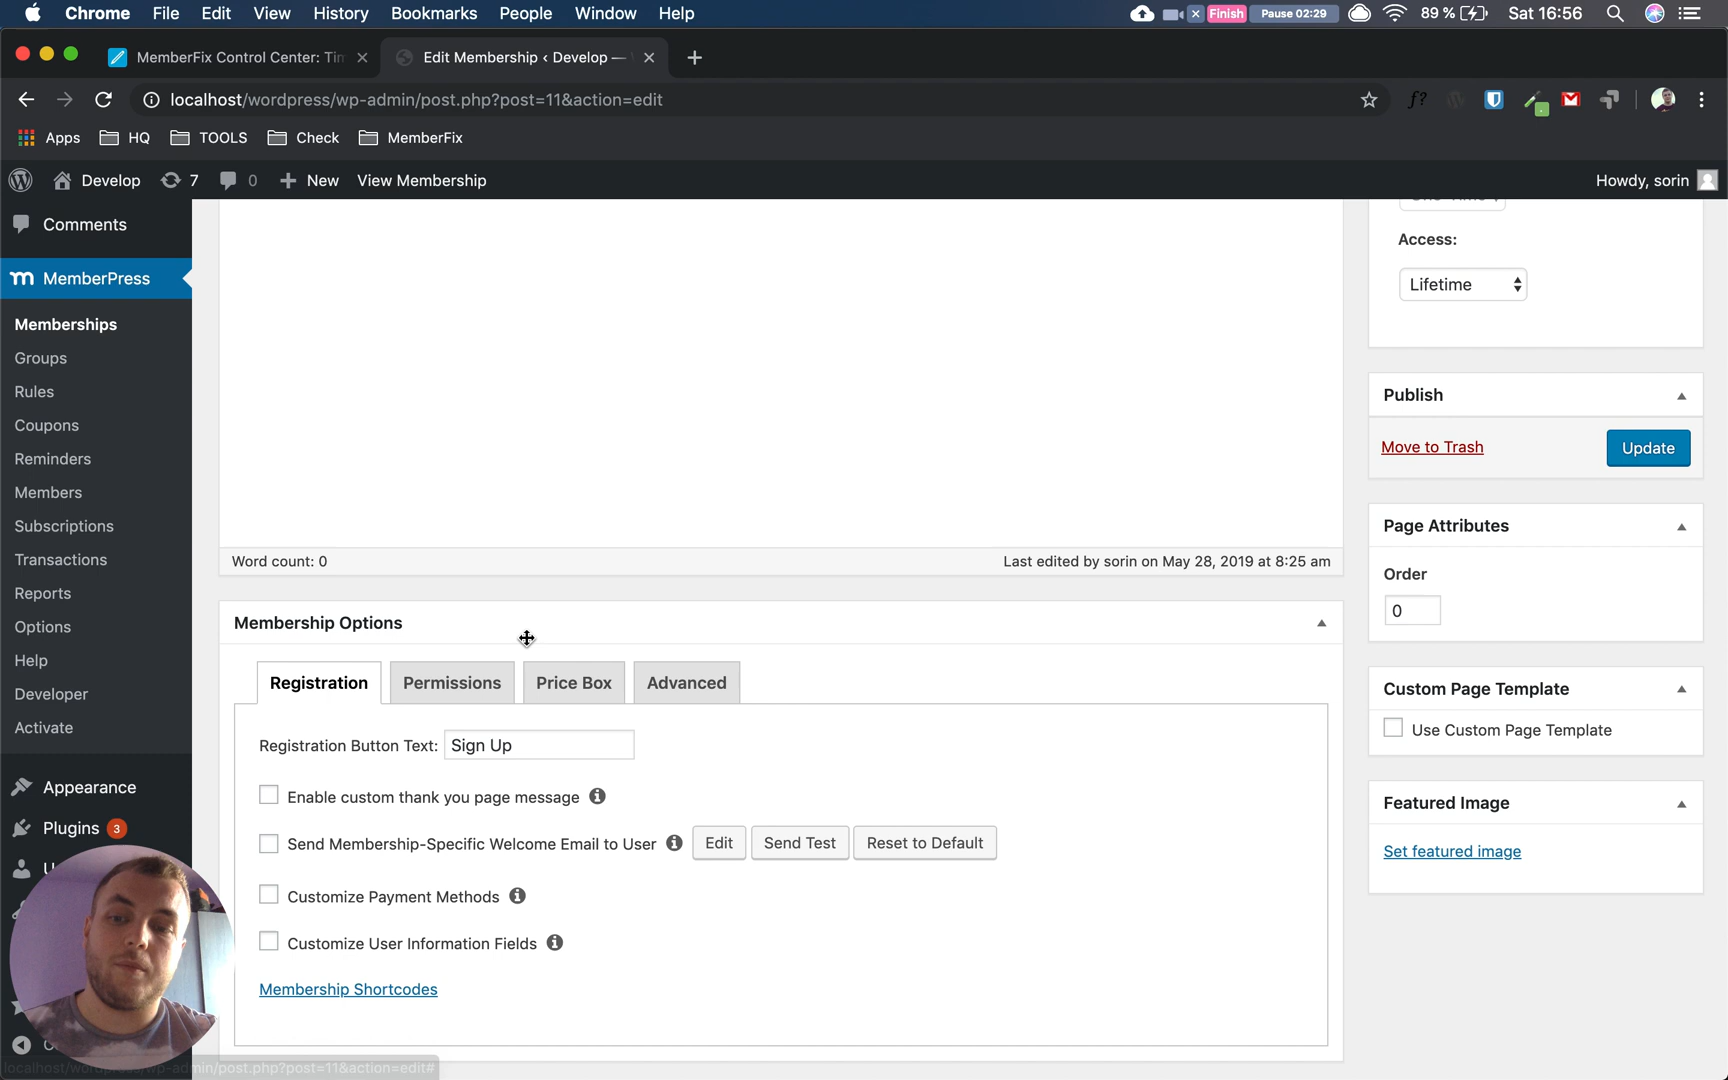 Chrome File Edit View History Bookmarks People Window Help Finish Pause 02:29 89 % Sat 16:56
MemberFix Control Center: Tim
Edit Membership ‹ Develop —
localhost/wordpress/wp-admin/post.php?post=11&action=edit
f?
Apps HQ TOOLS Check MemberFix
Develop 7 0 New View Membership Howdy, sorin
Comments
MemberPress
Memberships
Groups
Rules
Coupons
Reminders
Members
Subscriptions
Transactions
Reports
Options
Help
Developer
Activate
Appearance
Plugins 3
Word count: 0
Last edited by sorin on May 28, 2019 at 8:25 am
Membership Options
Registration Permissions Price Box Advanced
Registration Button Text: Sign Up
Enable custom thank you page message
Send Membership-Specific Welcome Email to User Edit Send Test Reset to Default
Customize Payment Methods
Customize User Information Fields
Membership Shortcodes
One-Time
Access:
Lifetime
Publish
Move to Trash Update
Page Attributes
Order
0
Custom Page Template
Use Custom Page Template
Featured Image
Set featured image
localhost/wordpress/wp-admin/post.php?post=11&action=edit#